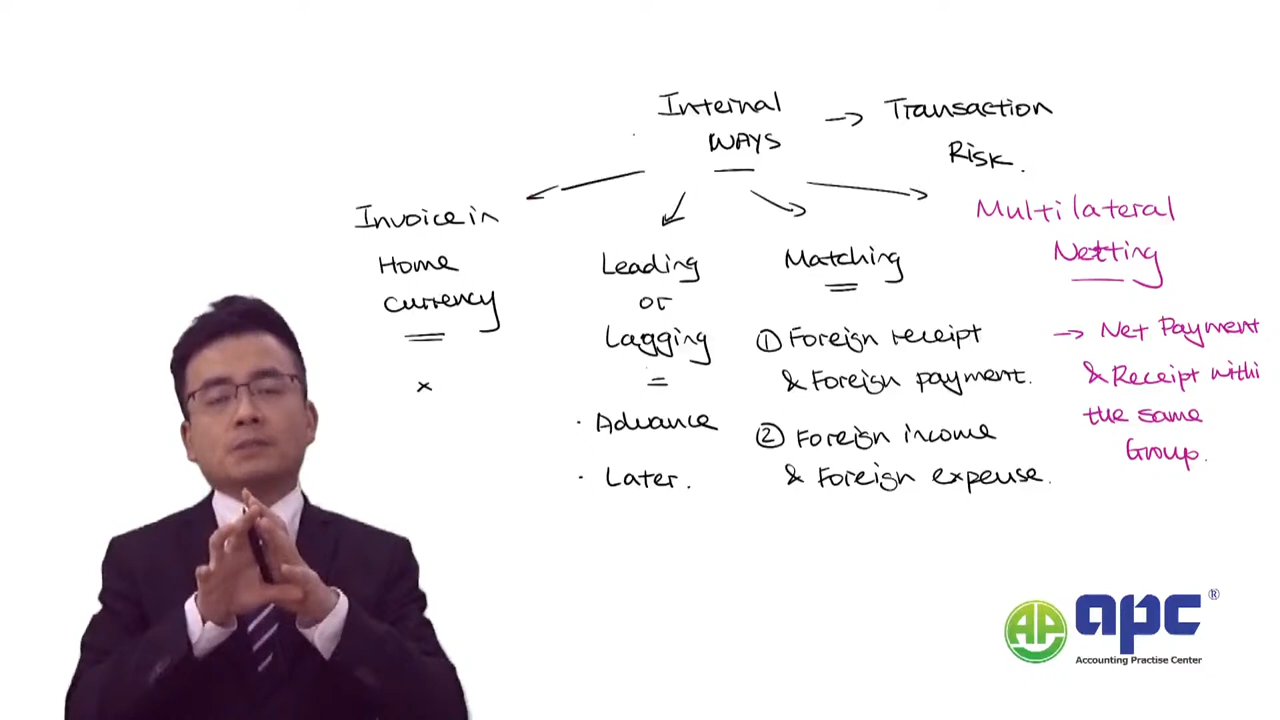 Internal
WAYS
→ Transaction
Risk.
Invoice in
Home
currency
×
Leading
or
Lagging
· Advance
· Later.
Matching
① Foreign receipt
& Foreign payment.
② Foreign income
& Foreign expense.
Multilateral
Netting
→ Net Payment
& Receipt withi
the same
Group.
AP
apc®
Accounting Practise Center